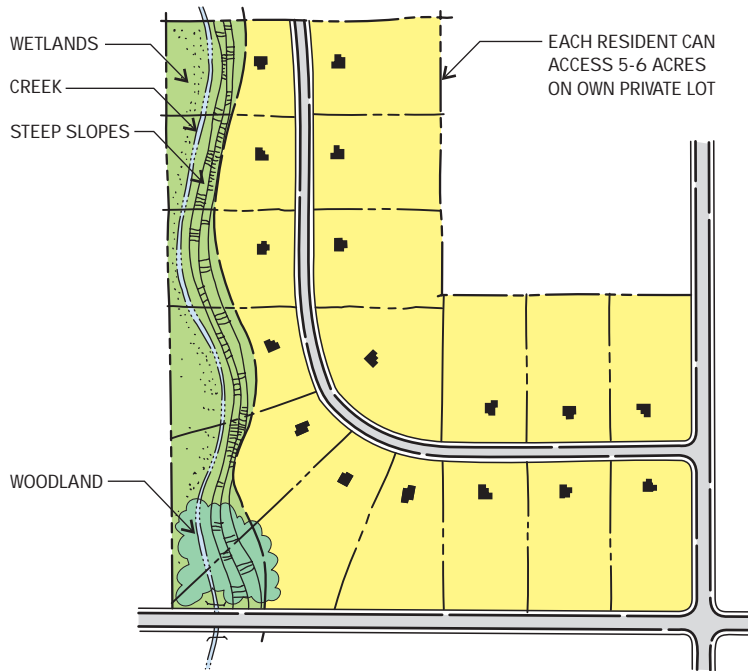 WETLANDS
CREEK
STEEP SLOPES
EACH RESIDENT CAN
ACCESS 5-6 ACRES
ON OWN PRIVATE LOT
WOODLAND